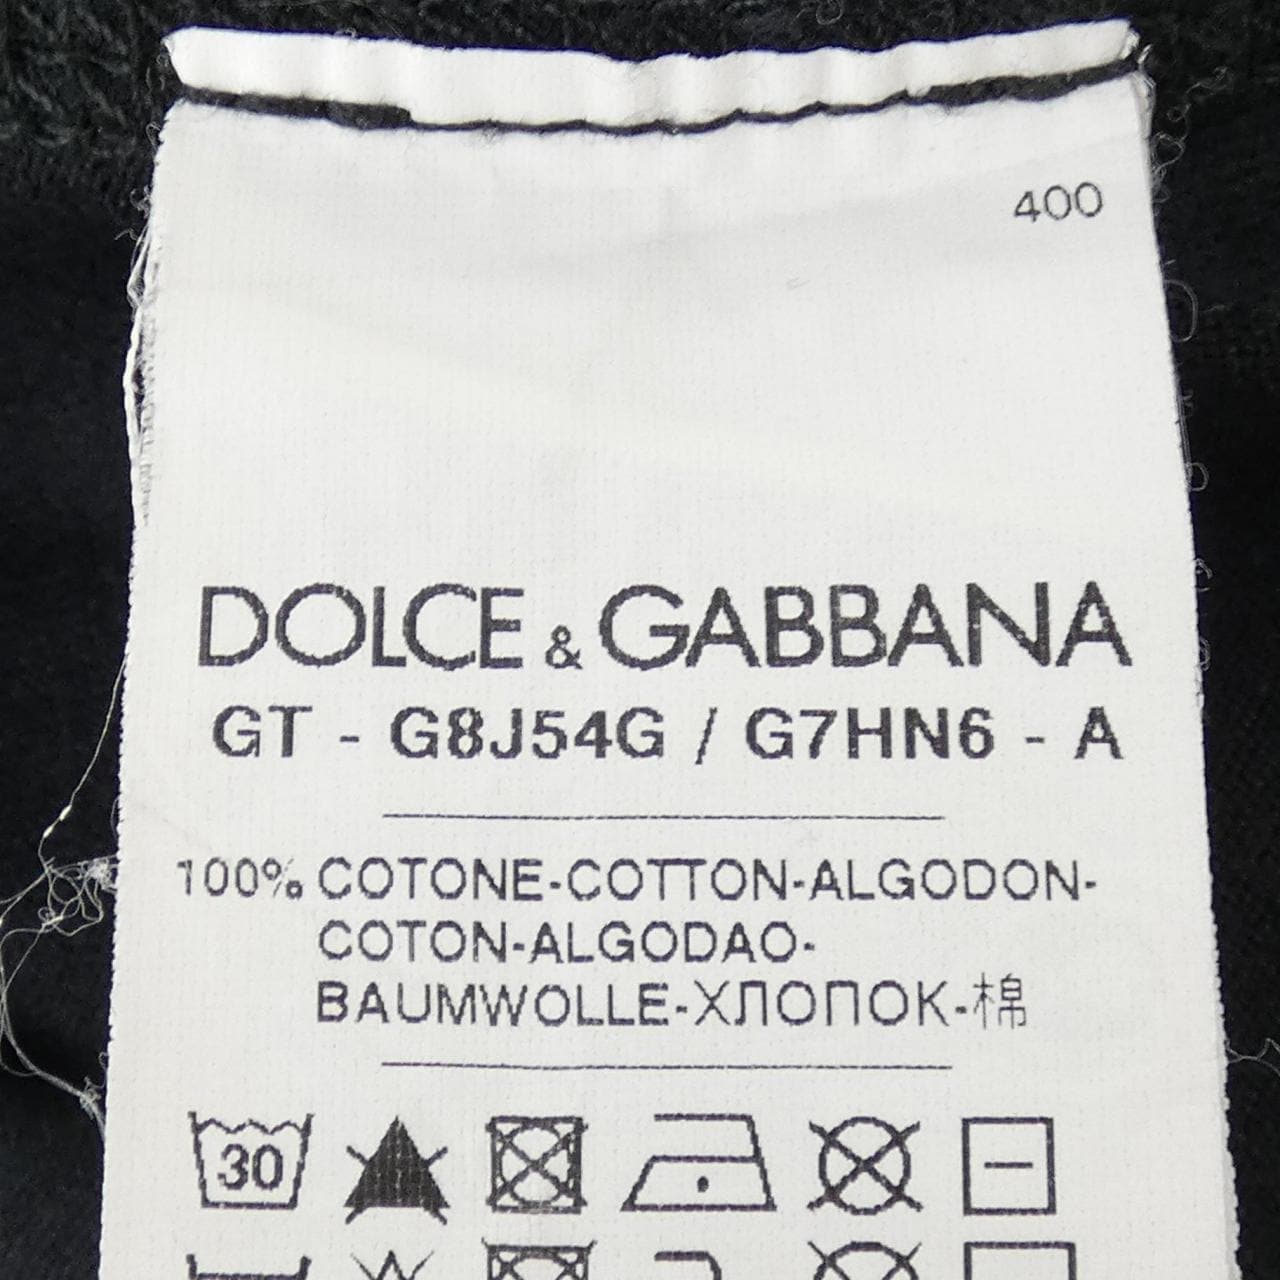 400
DOLCE & GABBANA
GT - G8J54G / G7HN6 - A
100% COTONE-COTTON-ALGODON-
COTON-ALGODAO-
BAUMWOLLE-ХЛОПОК-棉
30